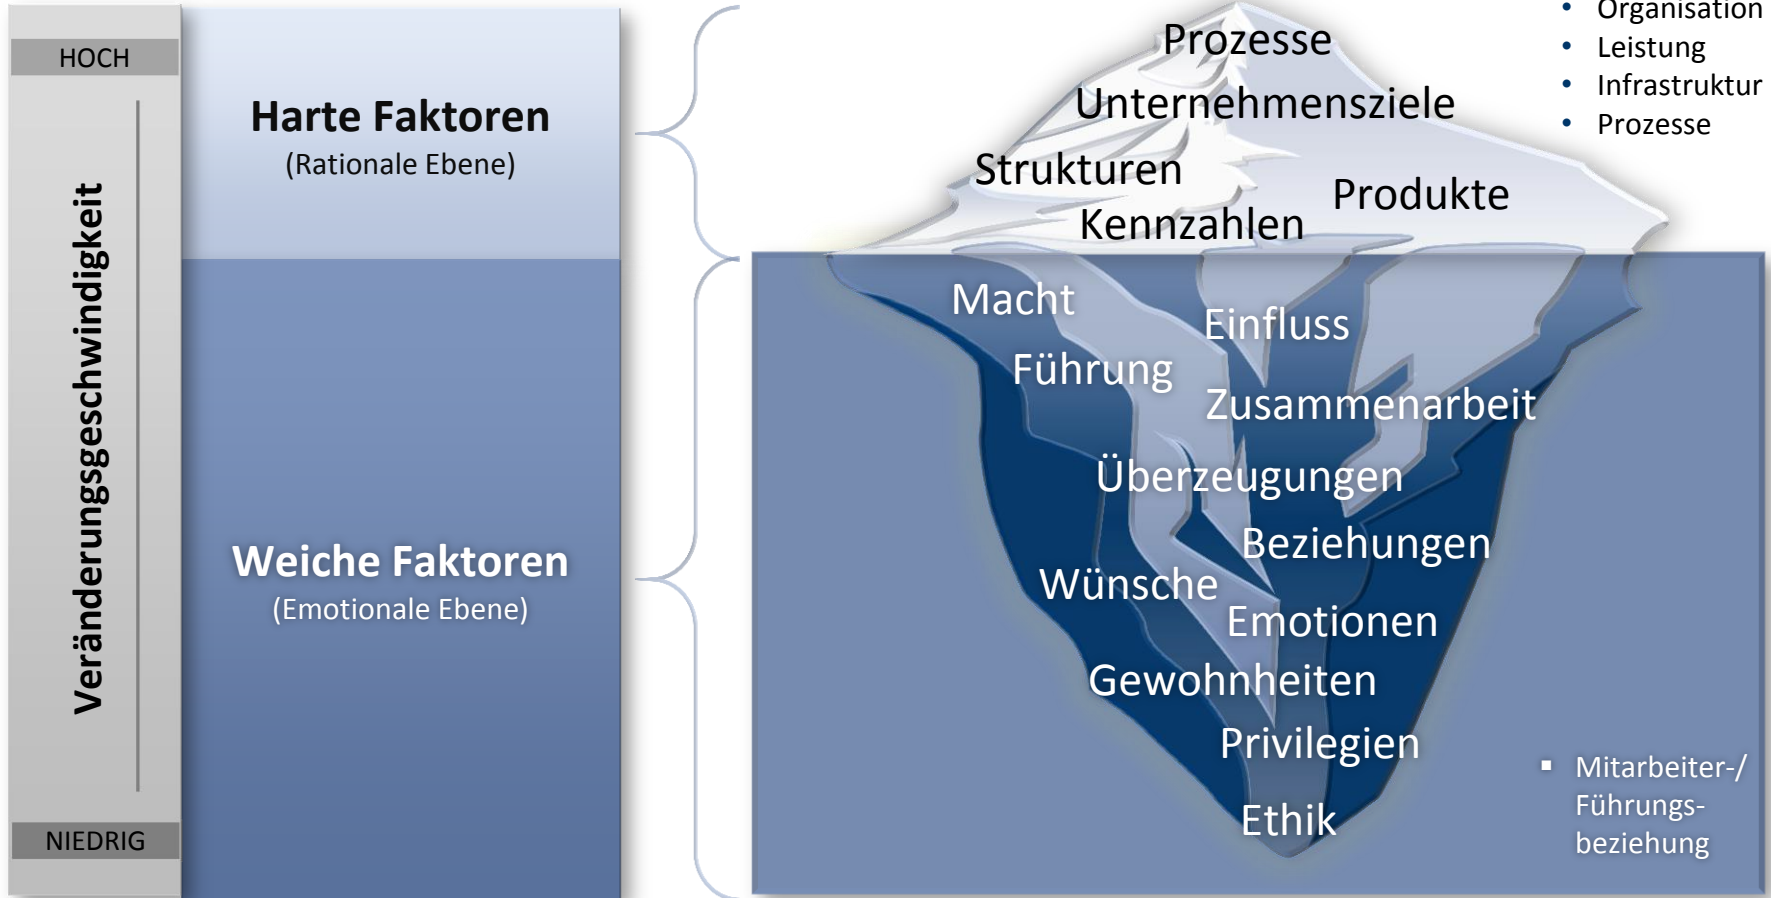 HOCH
Veränderungsgeschwindigkeit
NIEDRIG
Harte Faktoren
(Rationale Ebene)
Weiche Faktoren
(Emotionale Ebene)
Prozesse
Unternehmensziele
Strukturen
Produkte
Kennzahlen
Macht
Einfluss
Führung
Zusammenarbeit
Überzeugungen
Beziehungen
Wünsche
Emotionen
Gewohnheiten
Privilegien
Ethik
• Organisation
• Leistung
• Infrastruktur
• Prozesse
▪ Mitarbeiter-/
Führungs-
beziehung